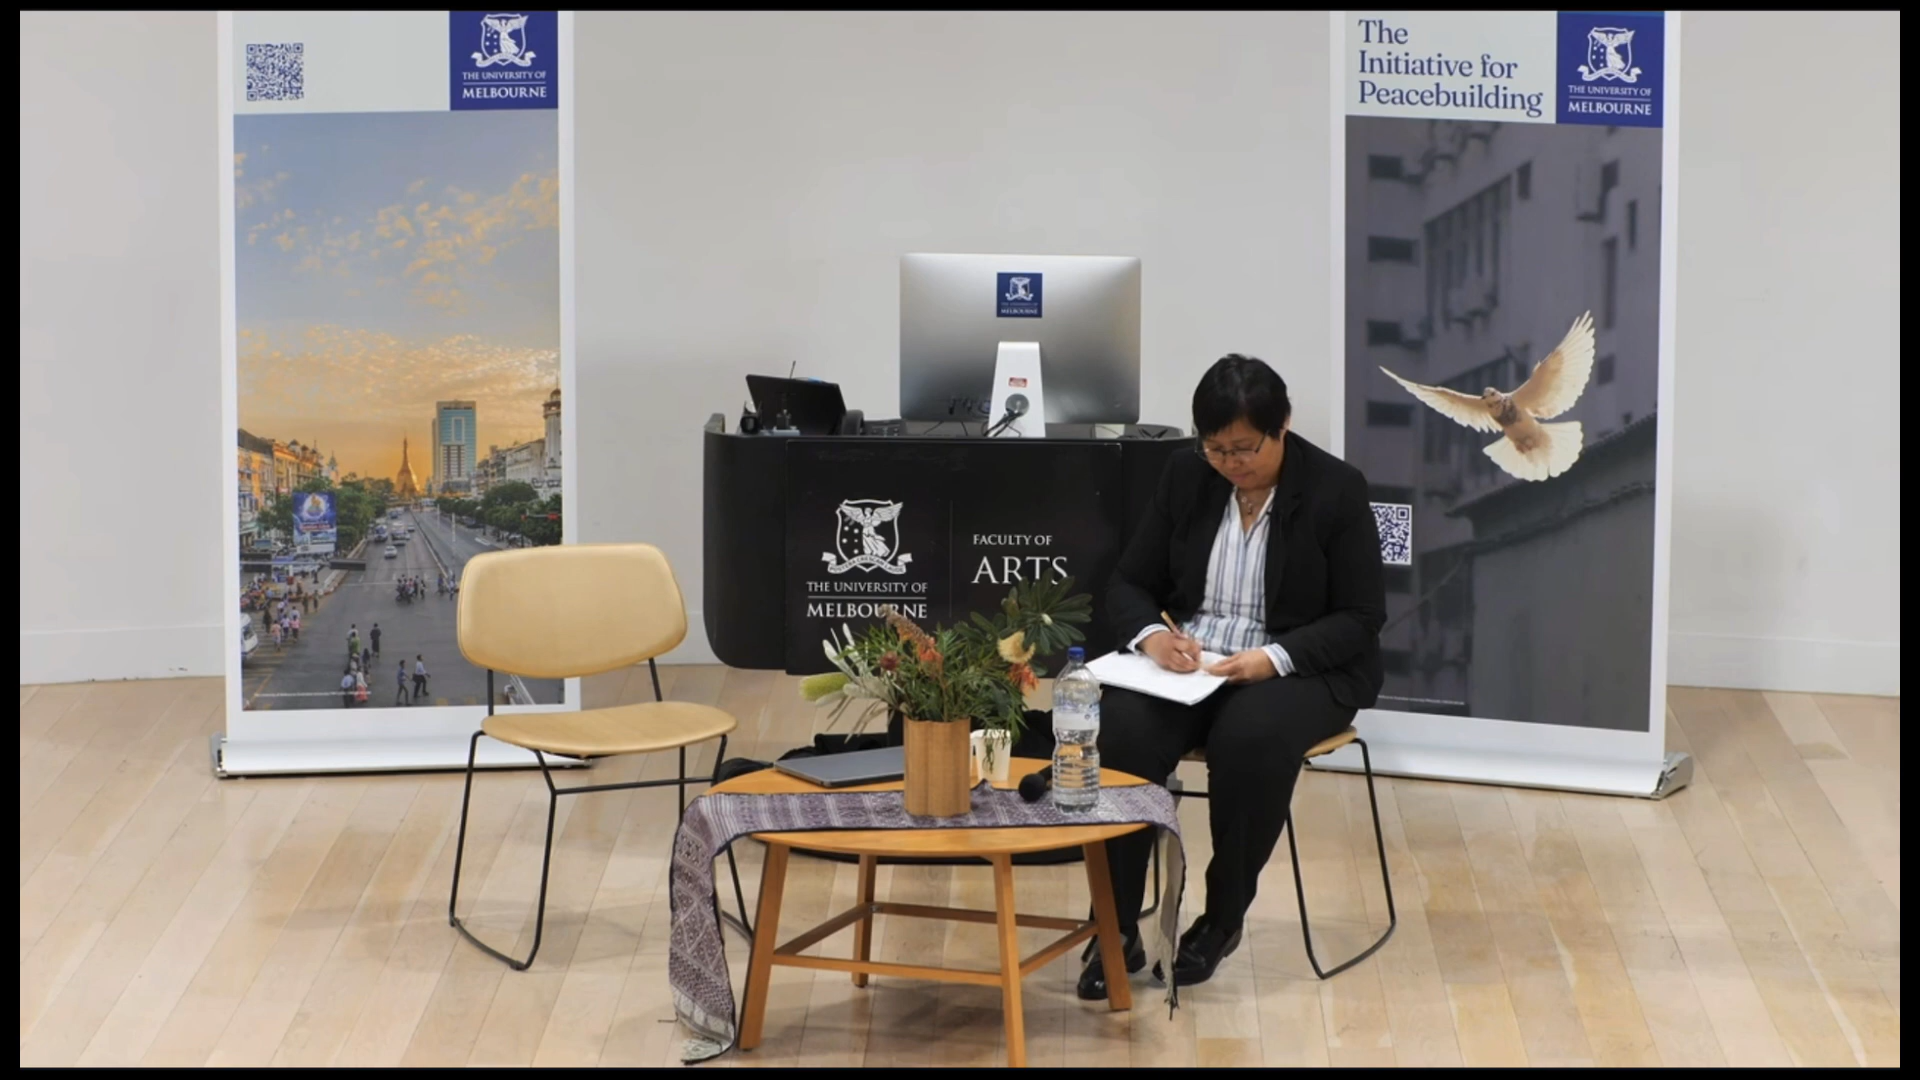 THE UNIVERSITY OF
MELBOURNE
The
Initiative for
Peacebuilding
THE UNIVERSITY OF
MELBOURNE
MELBOURNE
FACULTY OF
ARTS
THE UNIVERSITY OF
MELBOURNE